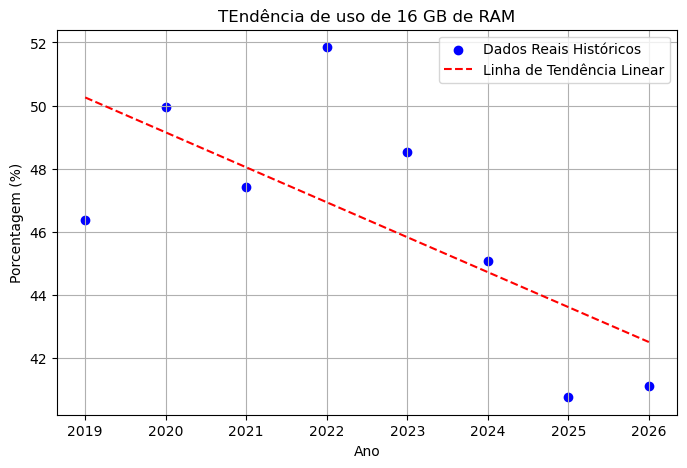 TEndência de uso de 16 GB de RAM
Dados Reais Históricos
Linha de Tendência Linear
Porcentagem (%)
52
50
48
46
44
42
2019 2020 2021 2022 2023 2024 2025 2026
Ano